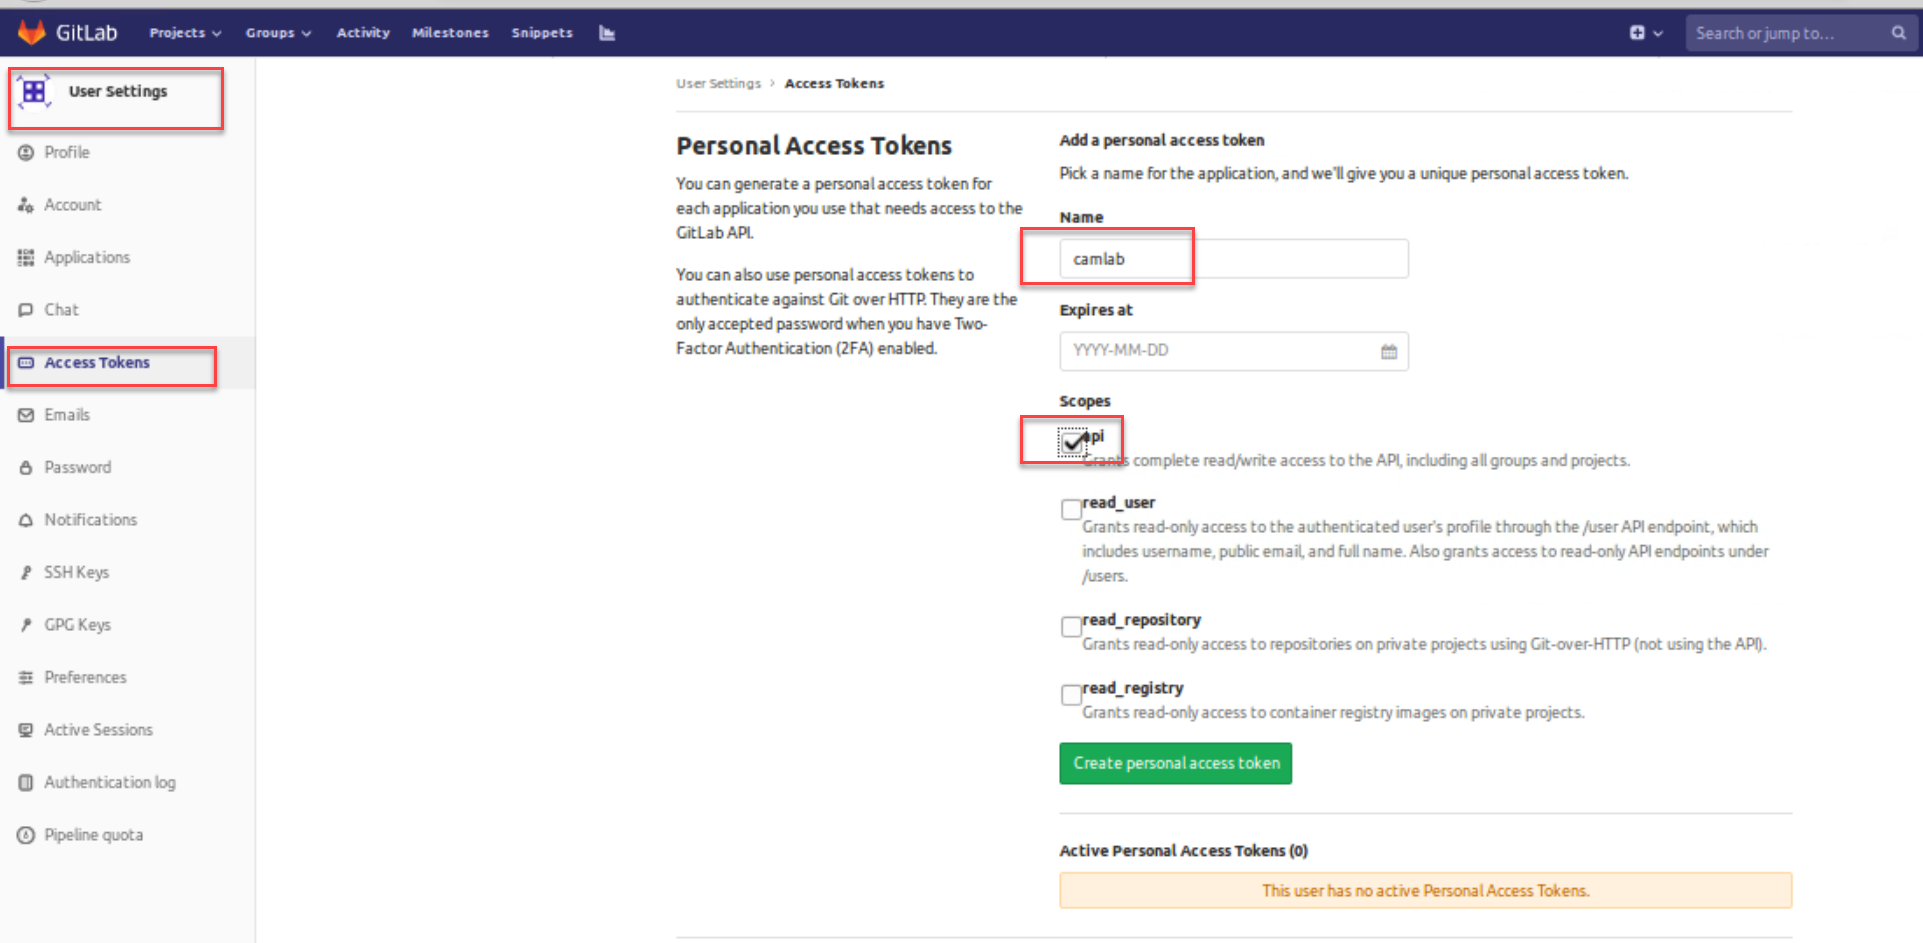 GitLab Projects Groups Activity Milestones Snippets Search or jump to...
User Settings
Profile
Account
Applications
Chat
Access Tokens
Emails
Password
Notifications
SSH Keys
GPG Keys
Preferences
Active Sessions
Authentication log
Pipeline quota
User Settings > Access Tokens
Personal Access Tokens
You can generate a personal access token for
each application you use that needs access to the
GitLab API.
You can also use personal access tokens to
authenticate against Git over HTTP. They are the
only accepted password when you have Two-
Factor Authentication (2FA) enabled.
Add a personal access token
Pick a name for the application, and we'll give you a unique personal access token.
Name
camlab
Expires at
YYYY-MM-DD
Scopes
api
Grants complete read/write access to the API, including all groups and projects.
read_user
Grants read-only access to the authenticated user's profile through the /user API endpoint, which
includes username, public email, and full name. Also grants access to read-only API endpoints under
/users.
read_repository
Grants read-only access to repositories on private projects using Git-over-HTTP (not using the API).
read_registry
Grants read-only access to container registry images on private projects.
Create personal access token
Active Personal Access Tokens (0)
This user has no active Personal Access Tokens.